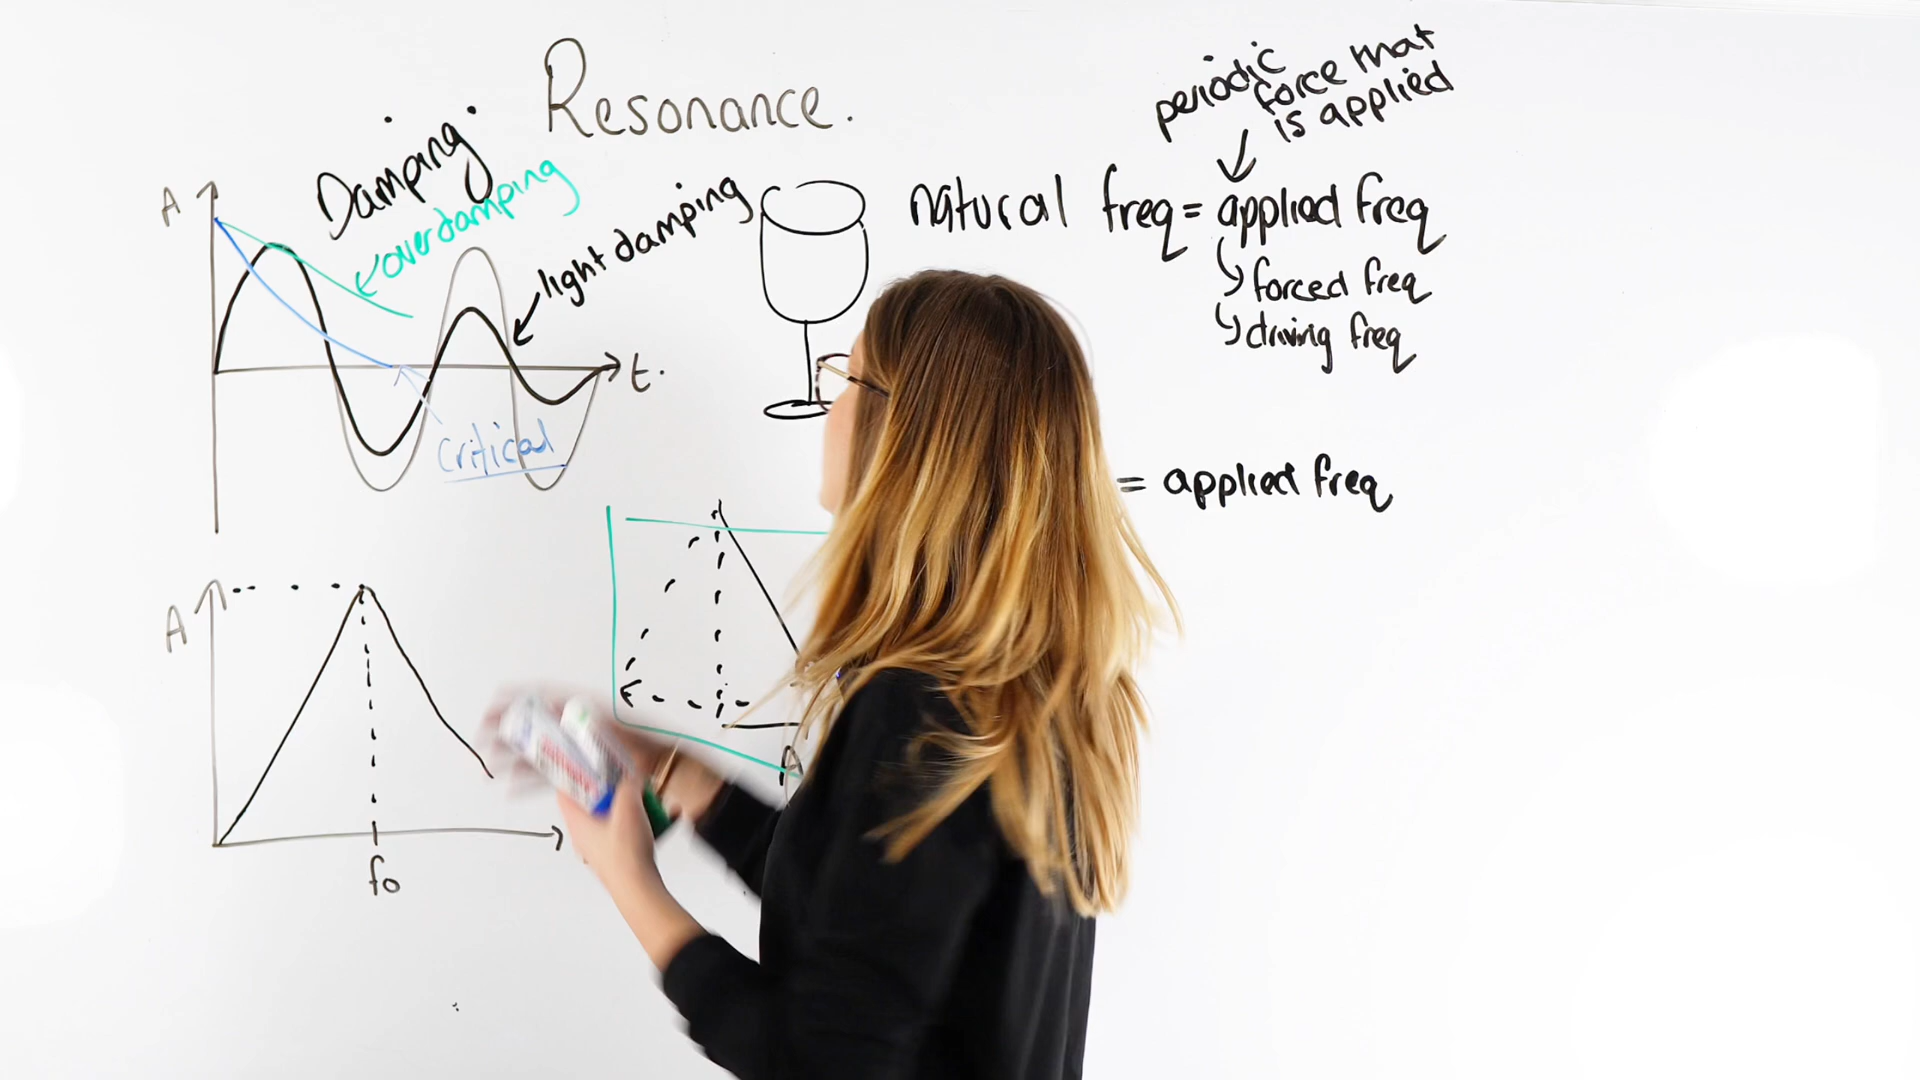 Resonance.
Damping.
overdamping
light damping
A
t.
critical
periodic
force that
is applied
natural freq = applied freq
forced freq
driving freq
= applied freq
A
fo
A